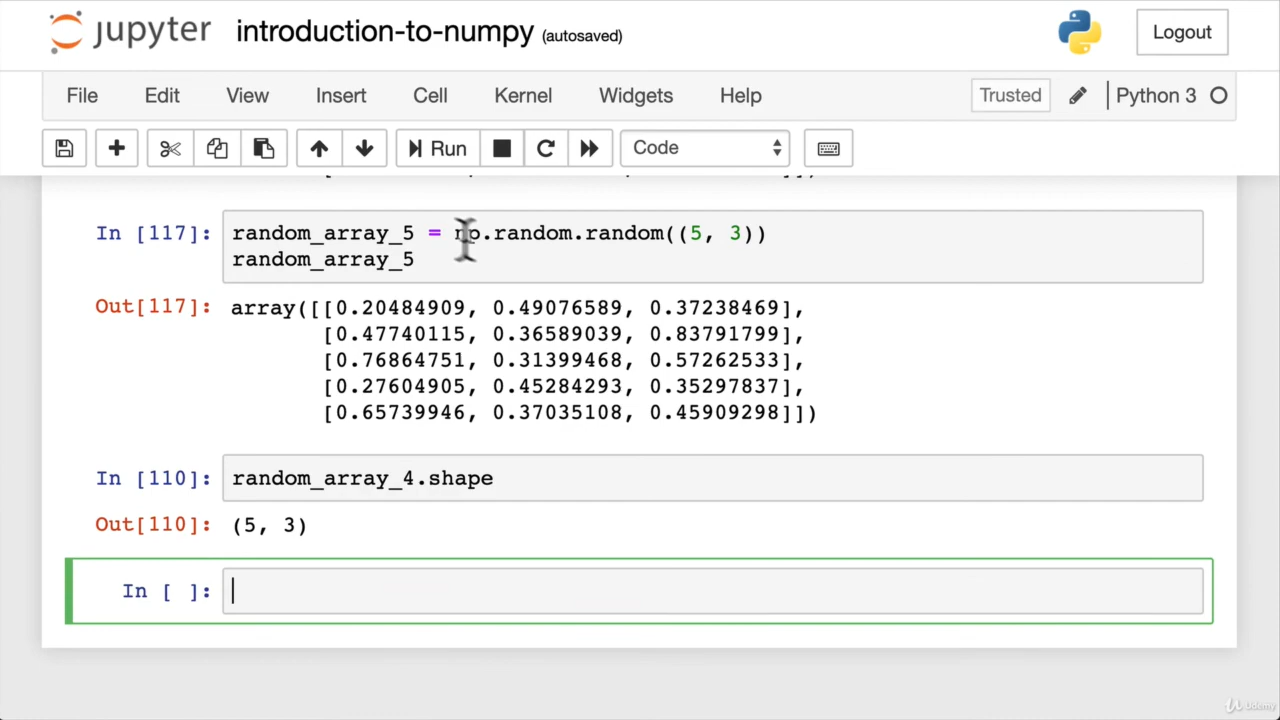 jupyter introduction-to-numpy (autosaved) Logout
File Edit View Insert Cell Kernel Widgets Help Trusted Python 3
Run Code
In [117]: random_array_5 = np.random.random((5, 3))
random_array_5
Out[117]: array([[0.20484909, 0.49076589, 0.37238469],
[0.47740115, 0.36589039, 0.83791799],
[0.76864751, 0.31399468, 0.57262533],
[0.27604905, 0.45284293, 0.35297837],
[0.65739946, 0.37035108, 0.45909298]])
In [110]: random_array_4.shape
Out[110]: (5, 3)
In [ ]:
Udemy